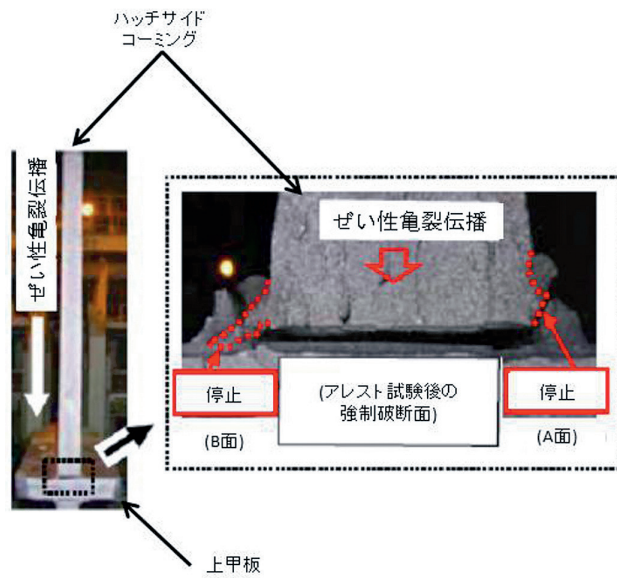 ハッチサイド
コーミング
ぜい性亀裂伝播
ぜい性亀裂伝播
停止
(B面)
(アレスト試験後の
強制破断面)
停止
(A面)
上甲板